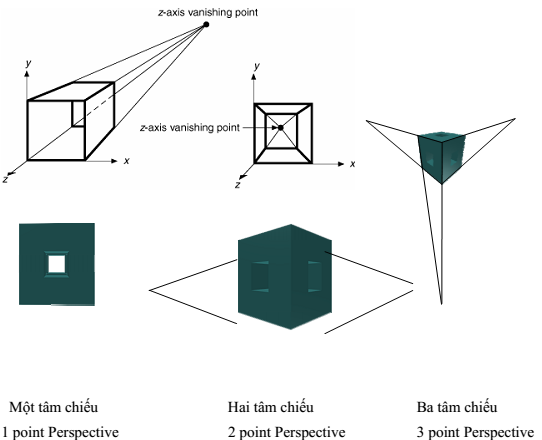 z-axis vanishing point
y
x
z
y
z-axis vanishing point
x
z
Một tâm chiếu
Hai tâm chiếu
Ba tâm chiếu
1 point Perspective
2 point Perspective
3 point Perspective